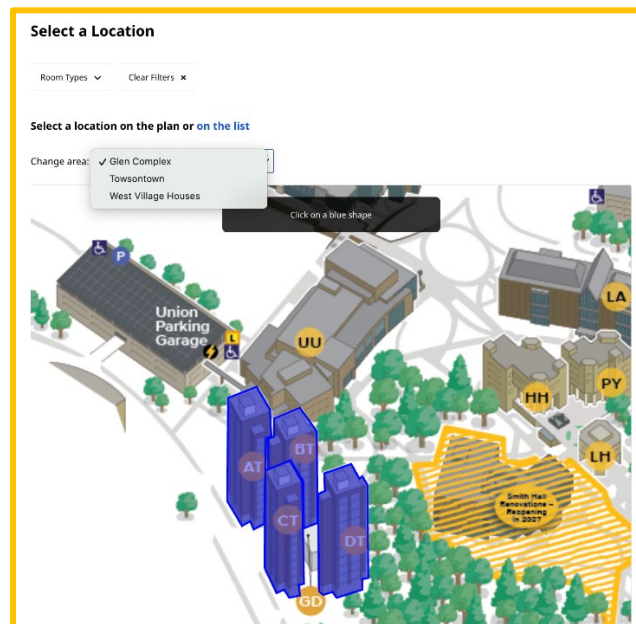 Select a Location
Room Types
Clear Filters ×
Select a location on the plan or on the list
Change area:
✓ Glen Complex
Towsontown
West Village Houses
Click on a blue shape
P
Union
Parking
Garage
L
UU
LA
HH
PY
LH
AT
BT
CT
DT
GD
Smith Hall
Renovations –
Reopening
in 2027